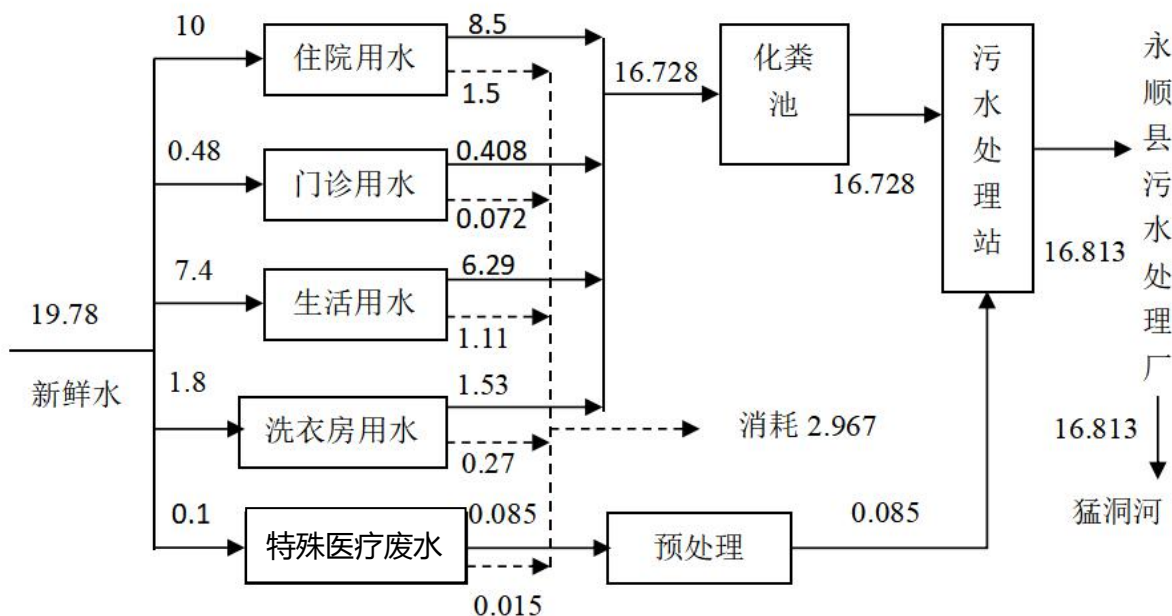 10
住院用水
8.5
1.5
16.728
化粪
池
16.728
污
水
处
理
站
16.813
永
顺
县
污
水
处
理
厂
16.813
猛洞河
0.48
门诊用水
0.408
0.072
7.4
生活用水
6.29
1.11
19.78
新鲜水
1.8
洗衣房用水
1.53
0.27
消耗 2.967
0.1
特殊医疗废水
0.085
0.015
预处理
0.085